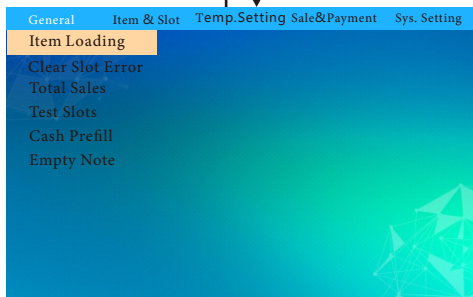 General Item & Slot Temp.Setting Sale&Payment Sys. Setting
Item Loading
Clear Slot Error
Total Sales
Test Slots
Cash Prefill
Empty Note